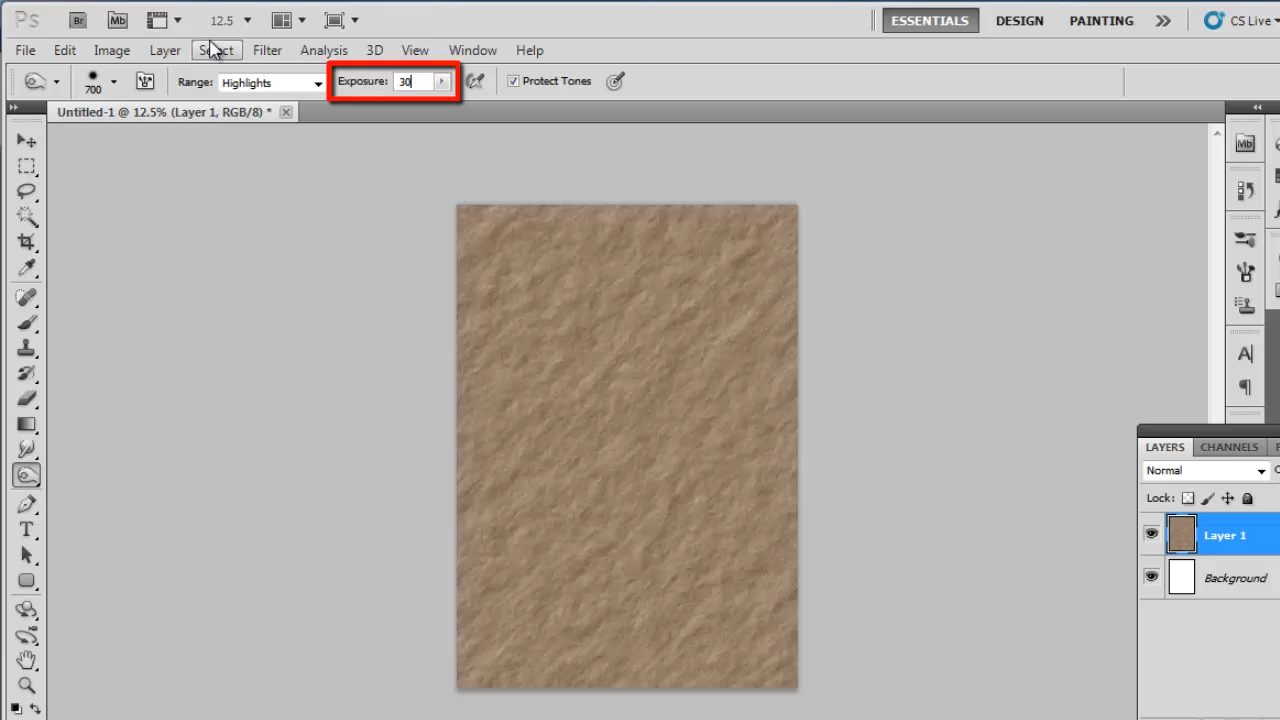 Ps Br Mb 12.5 ESSENTIALS DESIGN PAINTING >> CS Live
File Edit Image Layer Select Filter Analysis 3D View Window Help
700 Range: Highlights Exposure: 30 Protect Tones
Untitled-1 @ 12.5% (Layer 1, RGB/8) *
Mb
LAYERS CHANNELS
Normal
Lock:
Layer 1
Background